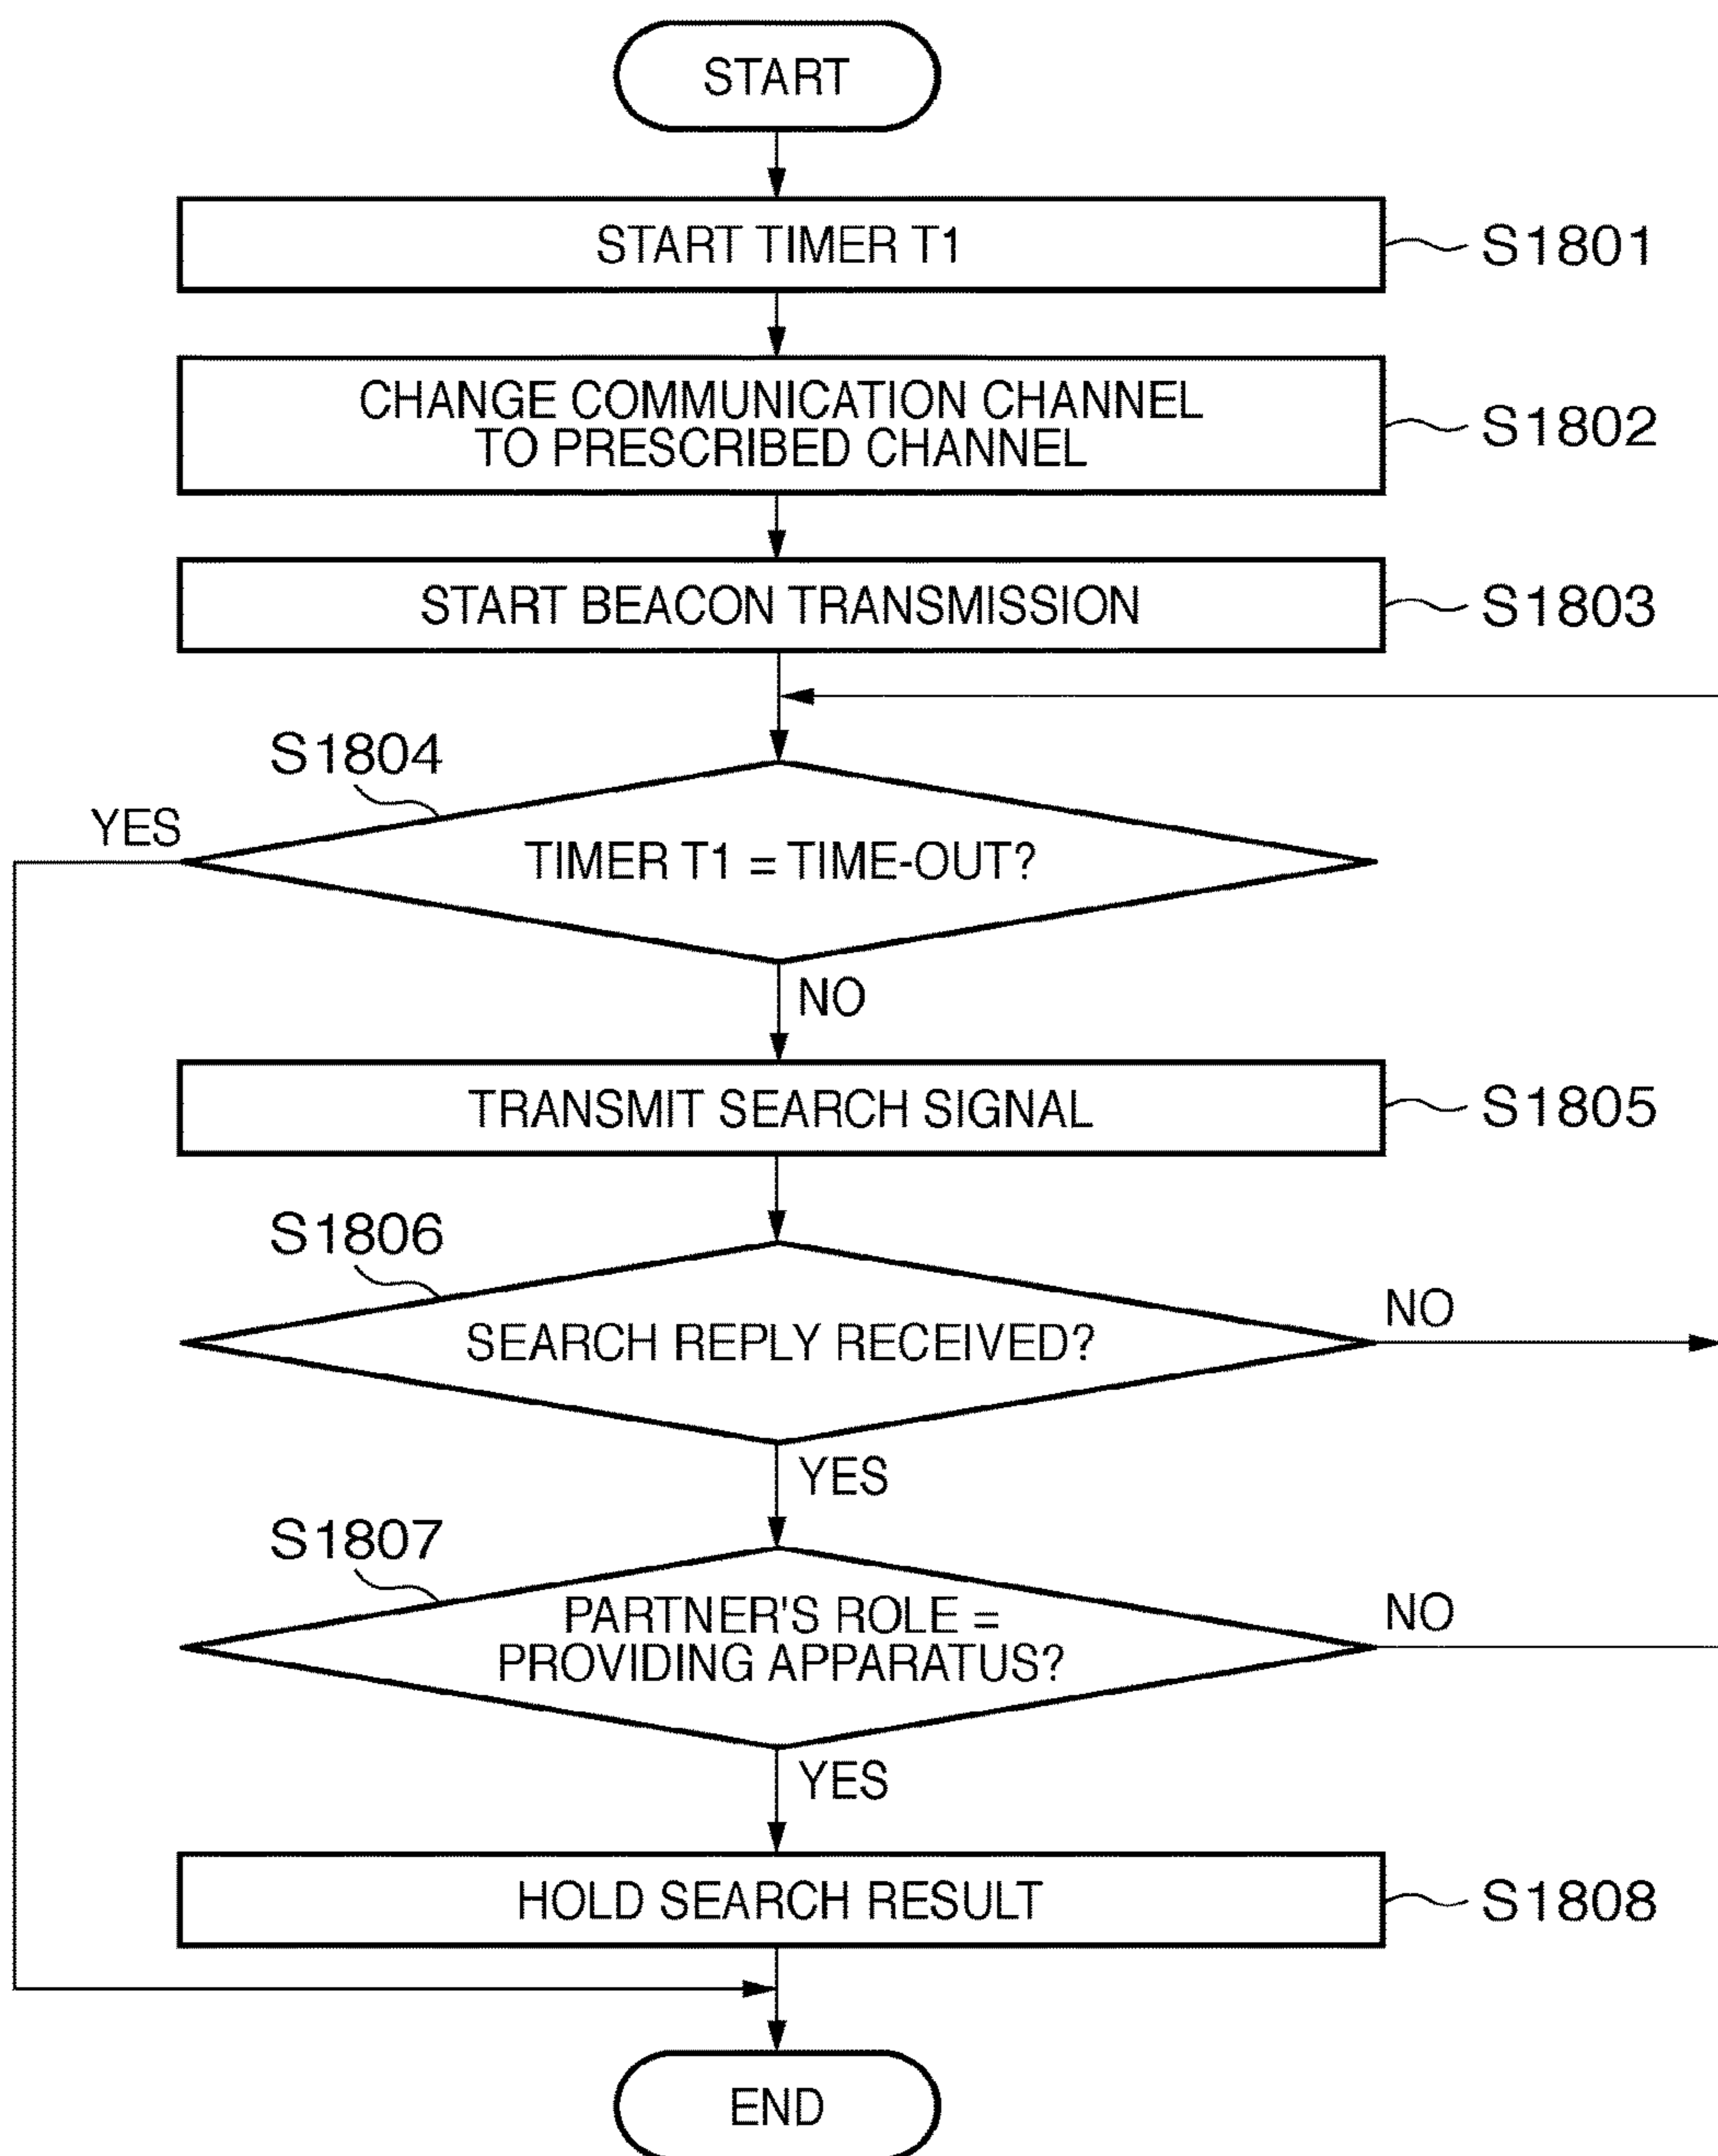 START
START TIMER T1
S1801
CHANGE COMMUNICATION CHANNEL
TO PRESCRIBED CHANNEL
S1802
START BEACON TRANSMISSION
S1803
S1804
YES
TIMER T1 = TIME-OUT?
NO
TRANSMIT SEARCH SIGNAL
S1805
S1806
SEARCH REPLY RECEIVED?
NO
YES
S1807
PARTNER'S ROLE =
PROVIDING APPARATUS?
NO
YES
HOLD SEARCH RESULT
S1808
END